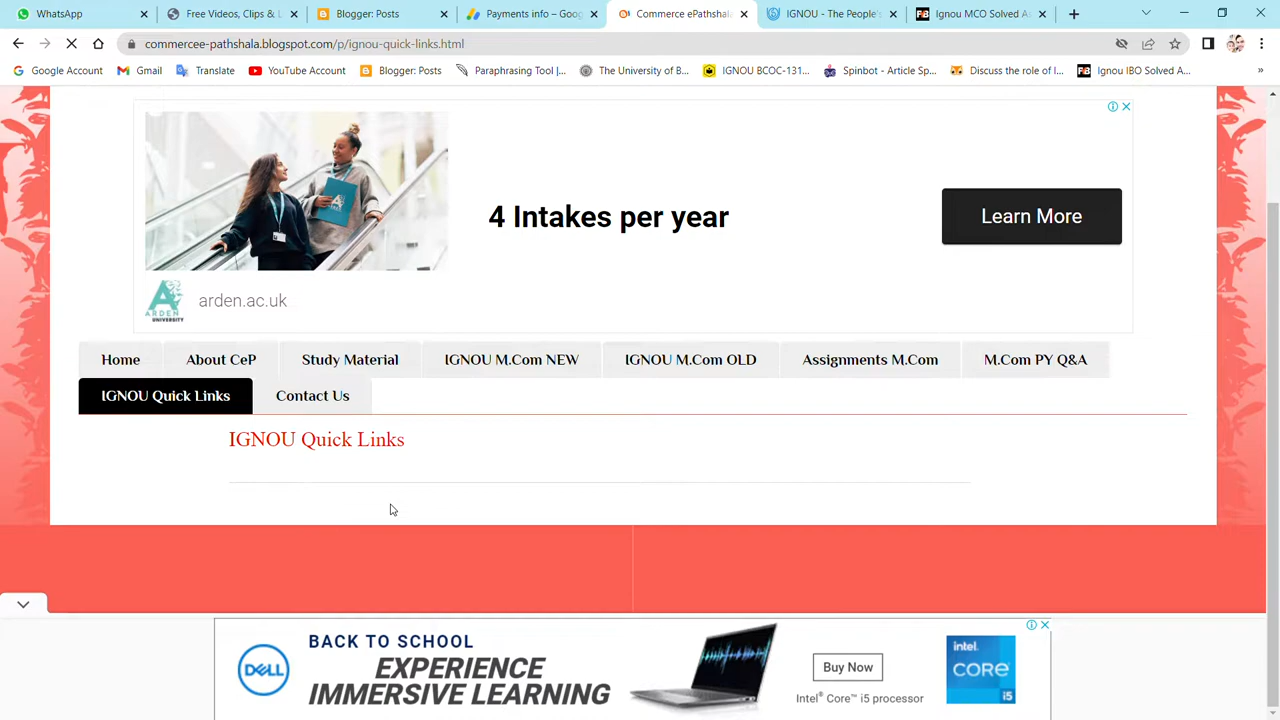 WhatsApp
Free Videos, Clips & L
Blogger: Posts
Payments info – Goog
Commerce ePathshala
IGNOU - The People's
Ignou MCO Solved As
commercee-pathshala.blogspot.com/p/ignou-quick-links.html
Google Account
Gmail
Translate
YouTube Account
Blogger: Posts
Paraphrasing Tool |...
The University of B...
IGNOU BCOC-131...
Spinbot - Article Sp...
Discuss the role of I...
Ignou IBO Solved A...
4 Intakes per year
Learn More
ARDEN
UNIVERSITY
arden.ac.uk
Home
About CeP
Study Material
IGNOU M.Com NEW
IGNOU M.Com OLD
Assignments M.Com
M.Com PY Q&A
IGNOU Quick Links
Contact Us
IGNOU Quick Links
DELL
BACK TO SCHOOL
EXPERIENCE
IMMERSIVE LEARNING
Buy Now
Intel® Core™ i5 processor
intel
CORE
i5